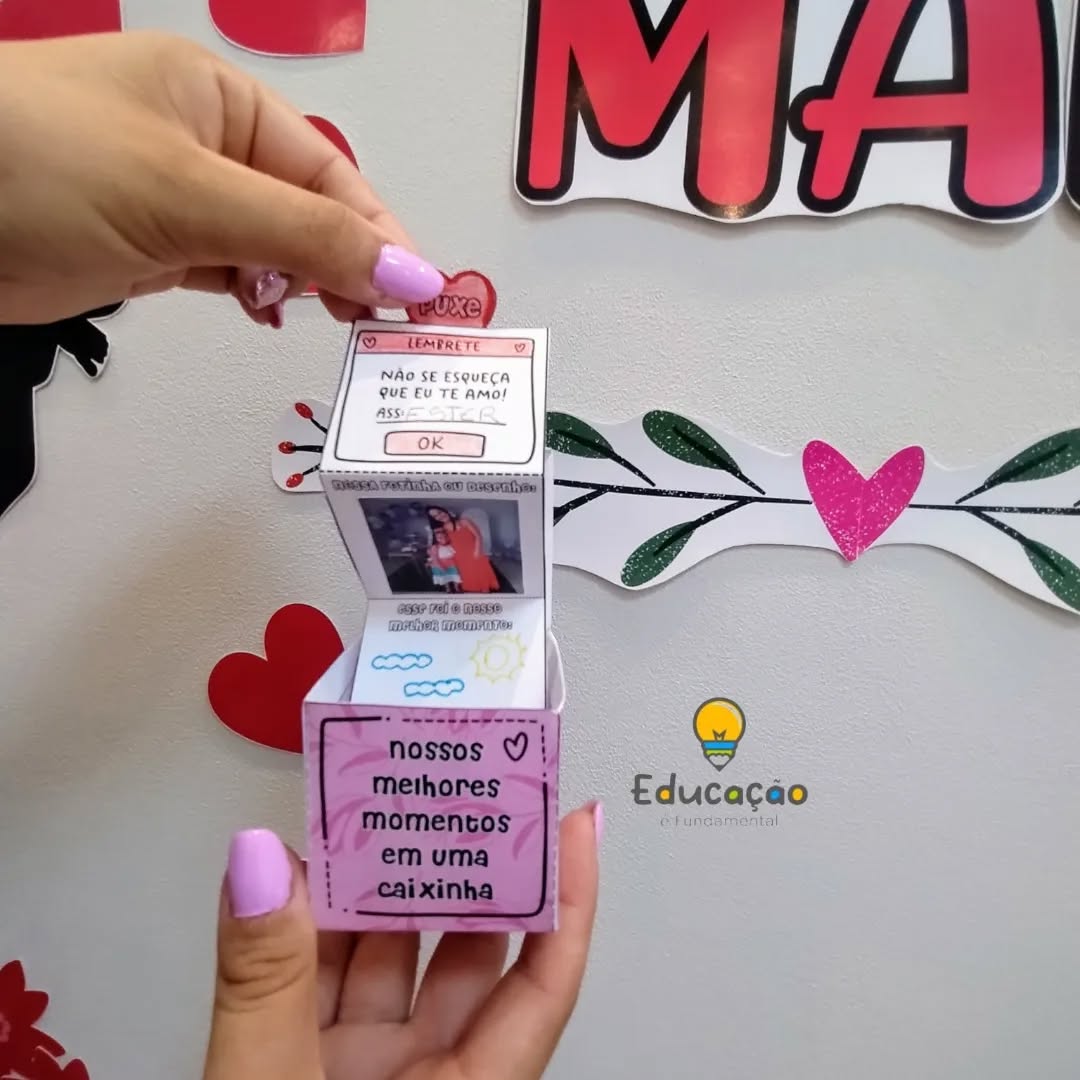 MA
PUXE
LEMBRETE
NÃO SE ESQUEÇA
QUE EU TE AMO!
ASS: ESTER
OK
NOSSA FOTINHA OU DESENHO:
ESSE FOI O NOSSO
MELHOR MOMENTO:
nossos
melhores
momentos
em uma
caixinha
Educação
é Fundamental